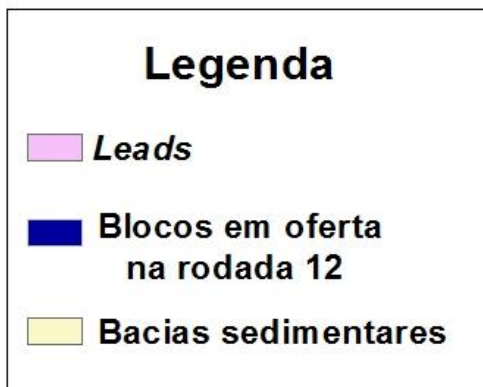 Legenda
Leads
Blocos em oferta
na rodada 12
Bacias sedimentares